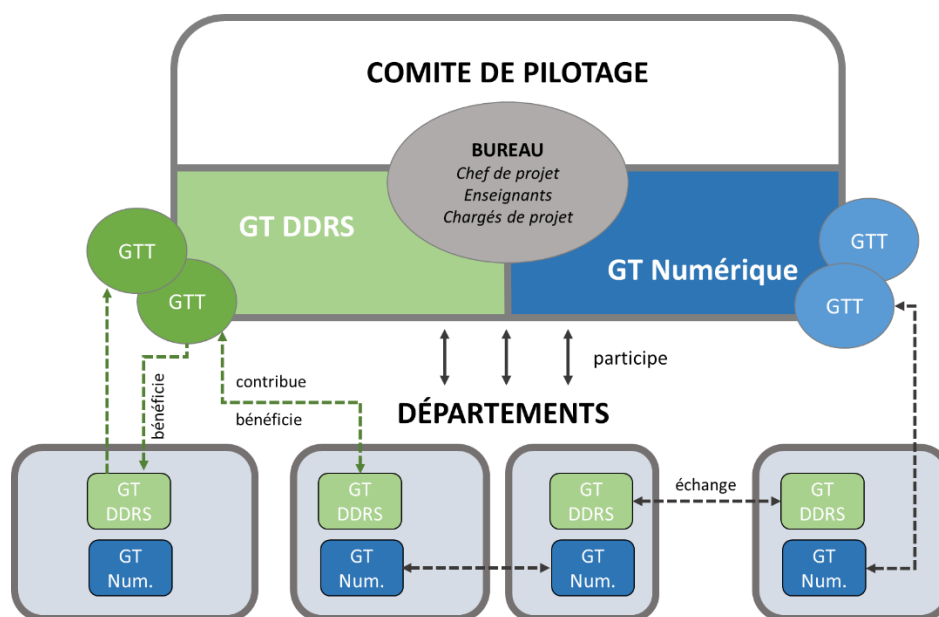 COMITE DE PILOTAGE
BUREAU
Chef de projet
Enseignants
Chargés de projet
GT DDRS
GT Numérique
GTT
GTT
GTT
GTT
participe
contribue
bénéficie
bénéficie
DÉPARTEMENTS
échange
GT
DDRS
GT
Num.
GT
DDRS
GT
Num.
GT
DDRS
GT
Num.
GT
DDRS
GT
Num.